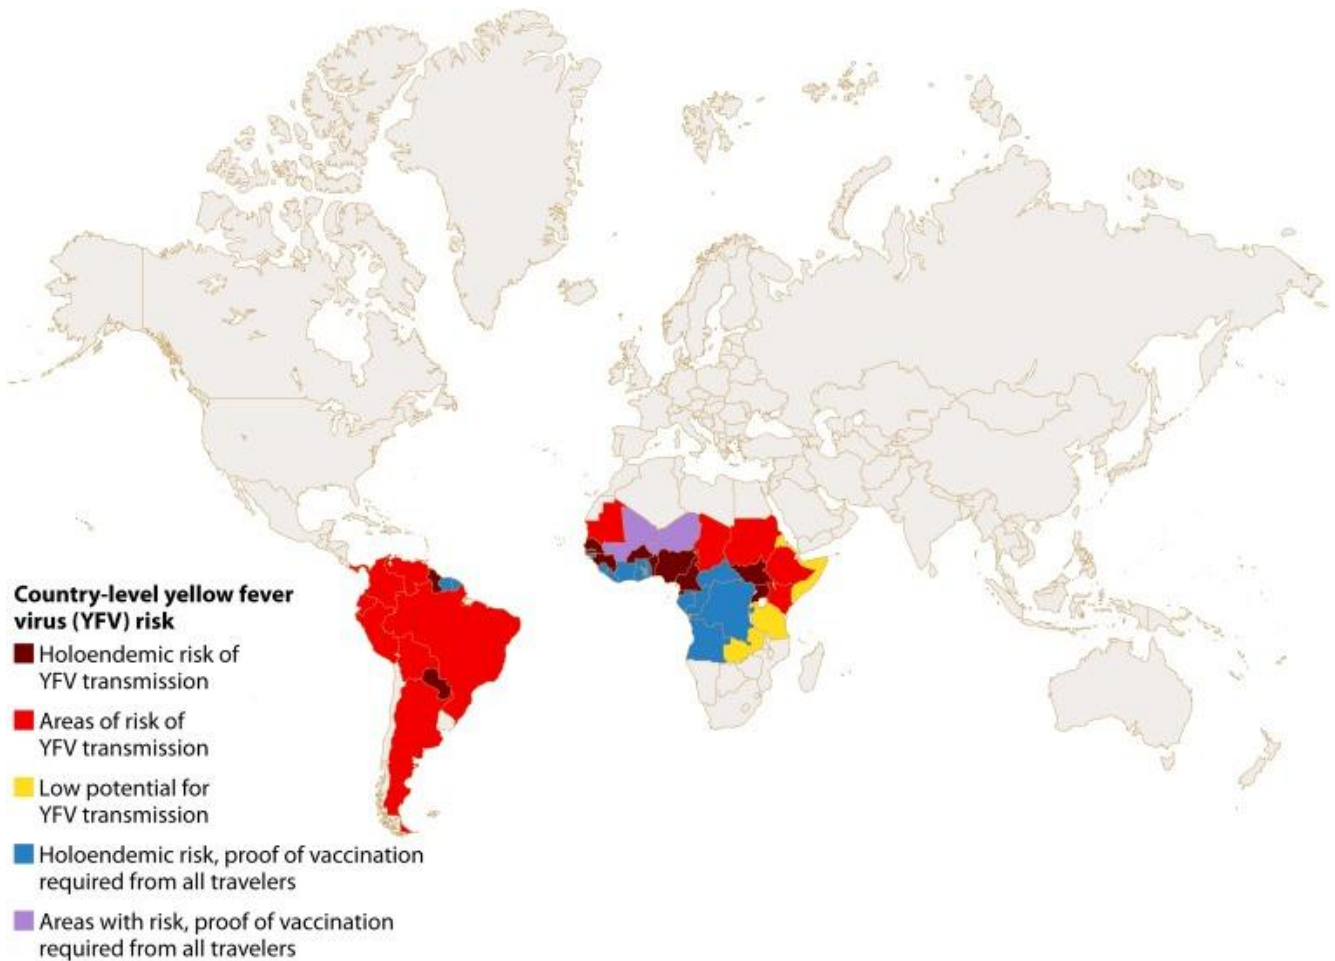 Country-level yellow fever
virus (YFV) risk
Holoendemic risk of
YFV transmission
Areas of risk of
YFV transmission
Low potential for
YFV transmission
Holoendemic risk, proof of vaccination
required from all travelers
Areas with risk, proof of vaccination
required from all travelers